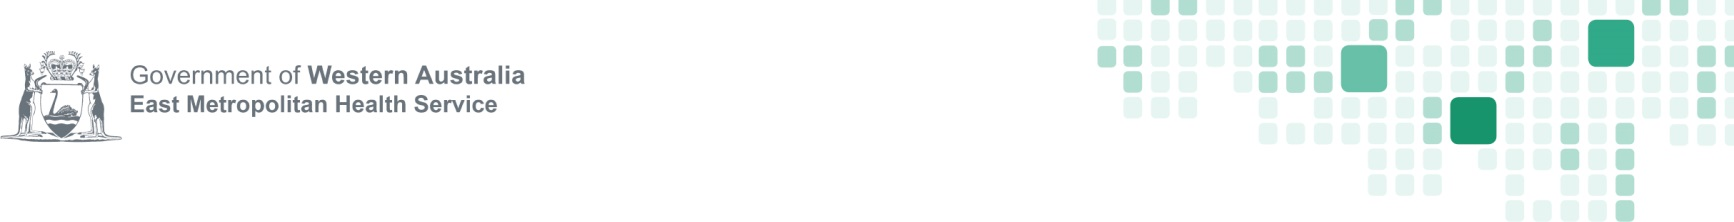 Government of Western Australia
East Metropolitan Health Service